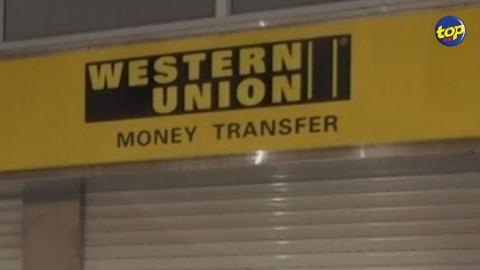 top
WESTERN
UNION ®
MONEY TRANSFER